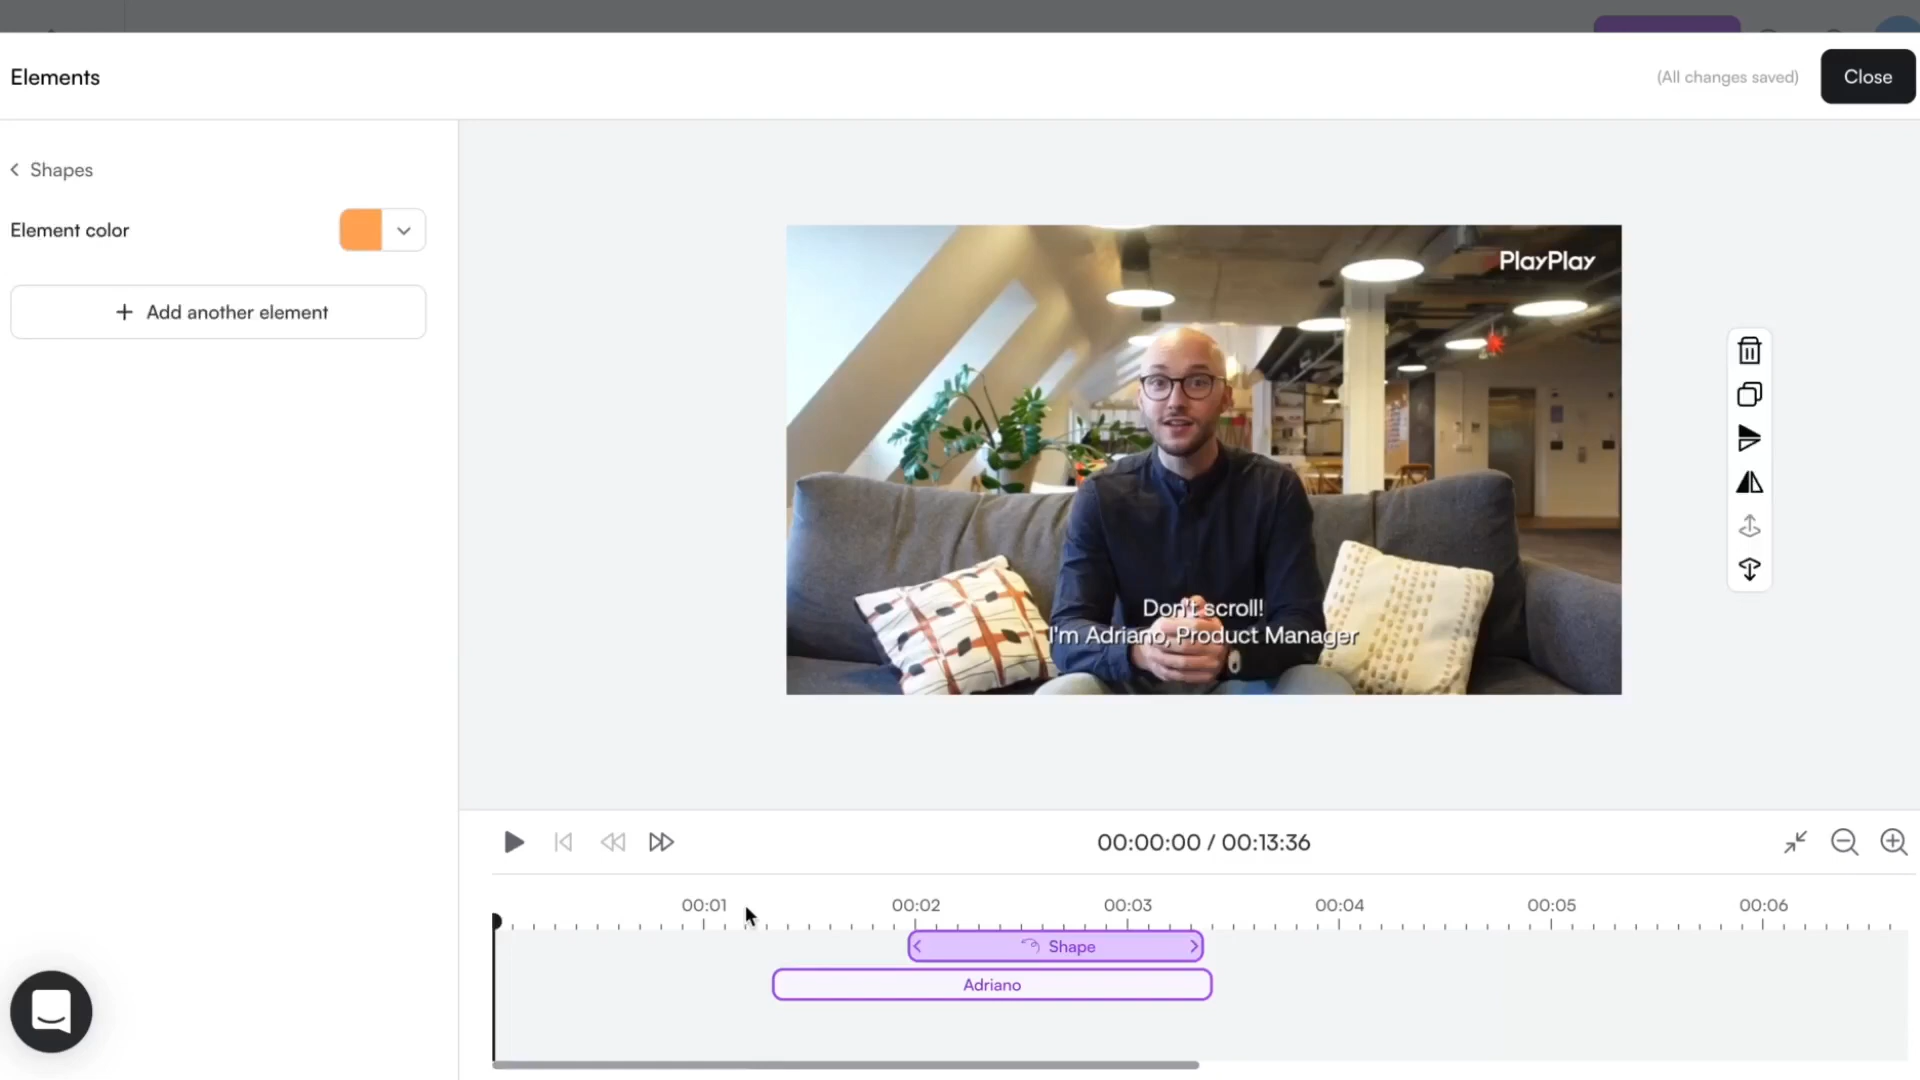 Elements
(All changes saved)
Close
Shapes
Element color
Add another element
PlayPlay
Don't scroll!
I'm Adriano, Product Manager
00:00:00 / 00:13:36
00:01 00:02 00:03 00:04 00:05 00:06
Shape
Adriano